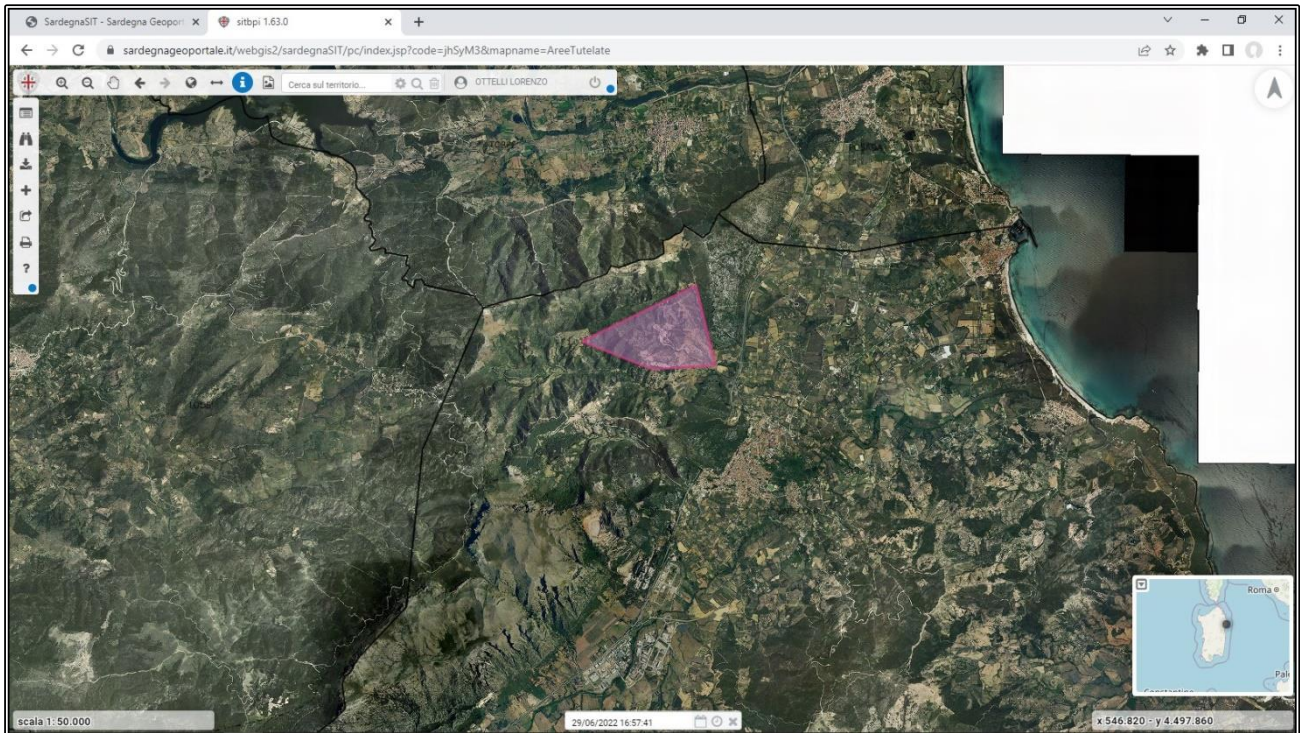 SardegnaSIT - Sardegna Geoport
sitbpi 1.63.0
sardegnageoportale.it/webgis2/sardegnaSIT/pc/index.jsp?code=jhSyM3&mapname=AreeTutelate
Cerca sul territorio...
OTTELLI LORENZO
?
Roma
scala 1: 50.000
29/06/2022 16:57:41
x 546.820 - y 4.497.860